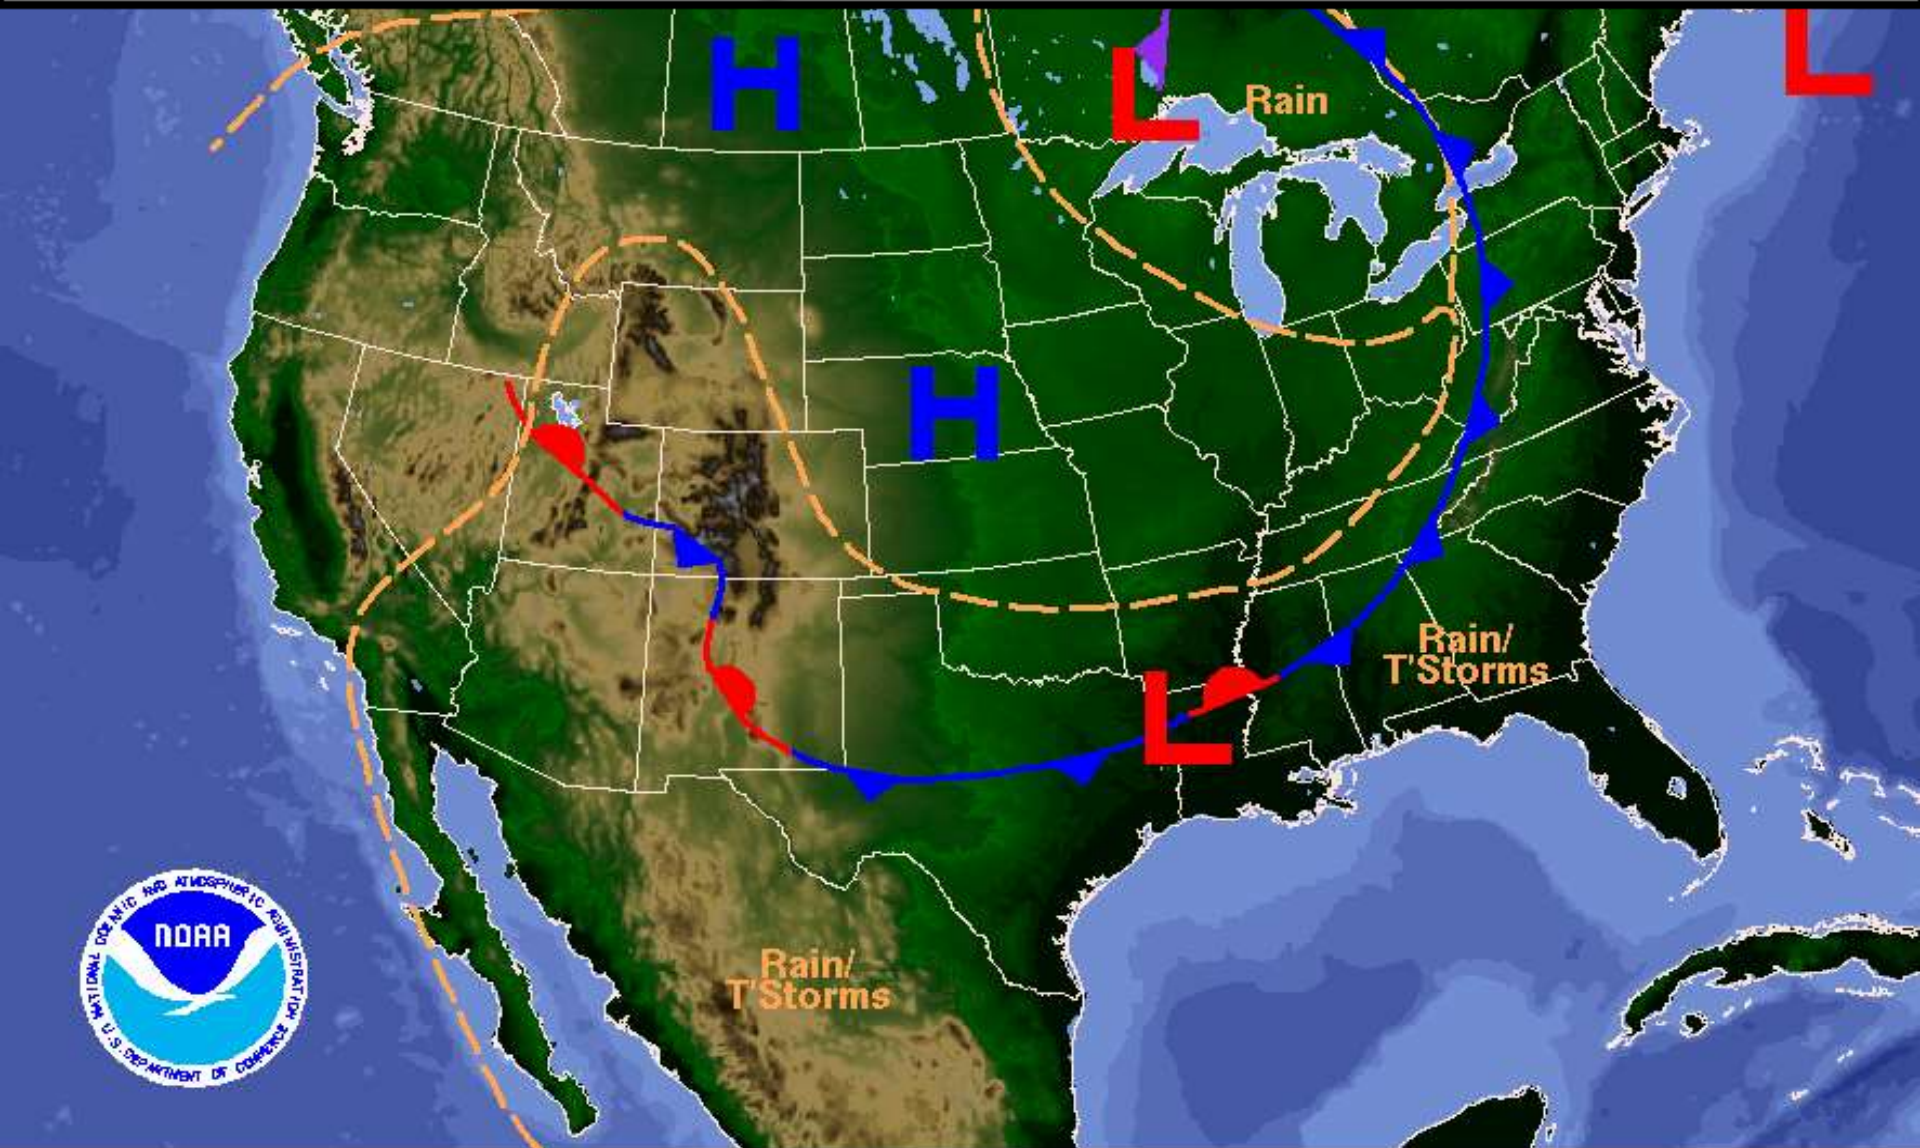 H
L
L
Rain
H
Rain/
T'Storms
L
NATIONAL OCEANIC AND ATMOSPHERIC ADMINISTRATION
NOAA
U.S. DEPARTMENT OF COMMERCE
Rain/
T'Storms